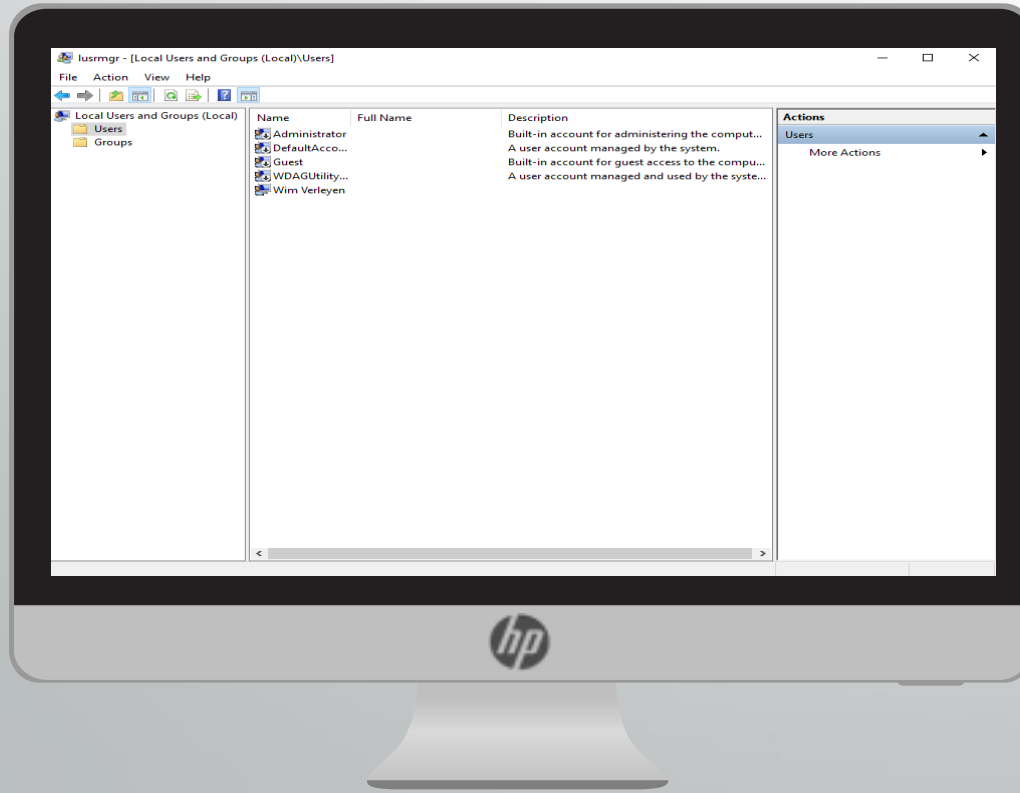 lusrmgr - [Local Users and Groups (Local)\Users]
File Action View Help
Local Users and Groups (Local)
Users
Groups
Name Full Name Description
Administrator Built-in account for administering the comput...
DefaultAcco... A user account managed by the system.
Guest Built-in account for guest access to the compu...
WDAGUtility... A user account managed and used by the syste...
Wim Verleyen
Actions
Users
More Actions
hp